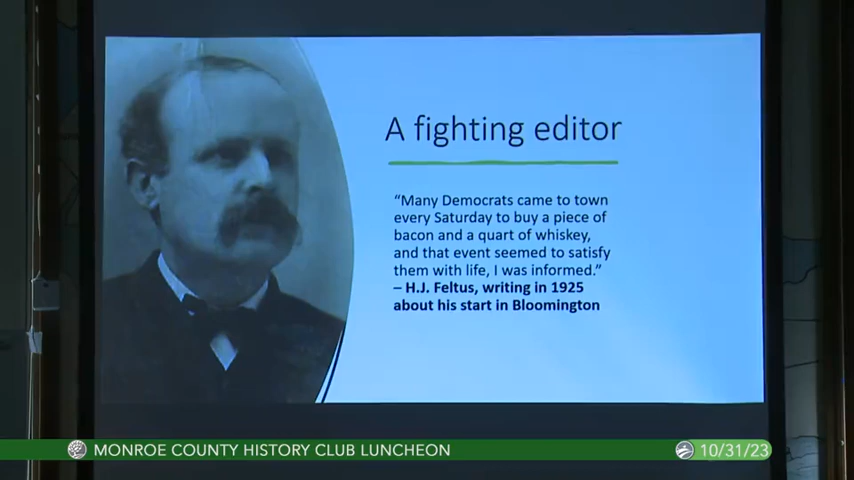 A fighting editor
“Many Democrats came to town
every Saturday to buy a piece of
bacon and a quart of whiskey,
and that event seemed to satisfy
them with life, I was informed.”
– H.J. Feltus, writing in 1925
about his start in Bloomington
MONROE COUNTY HISTORY CLUB LUNCHEON
10/31/23